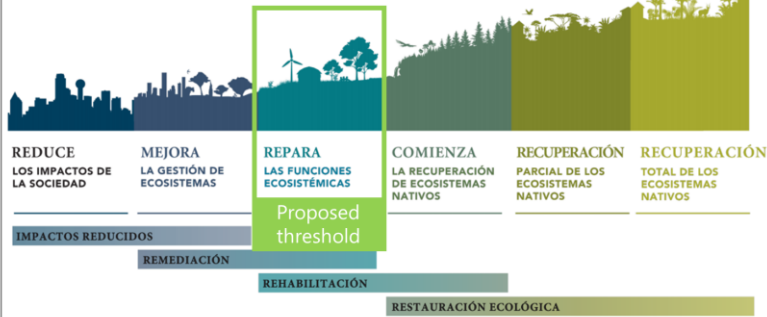 REDUCE
LOS IMPACTOS DE
LA SOCIEDAD
MEJORA
LA GESTIÓN DE
ECOSISTEMAS
REPARA
LAS FUNCIONES
ECOSISTÉMICAS
COMIENZA
LA RECUPERACIÓN
DE ECOSISTEMAS
NATIVOS
RECUPERACIÓN
PARCIAL DE LOS
ECOSISTEMAS
NATIVOS
RECUPERACIÓN
TOTAL DE LOS
ECOSISTEMAS
NATIVOS
Proposed
threshold
IMPACTOS REDUCIDOS
REMEDIACIÓN
REHABILITACIÓN
RESTAURACIÓN ECOLÓGICA